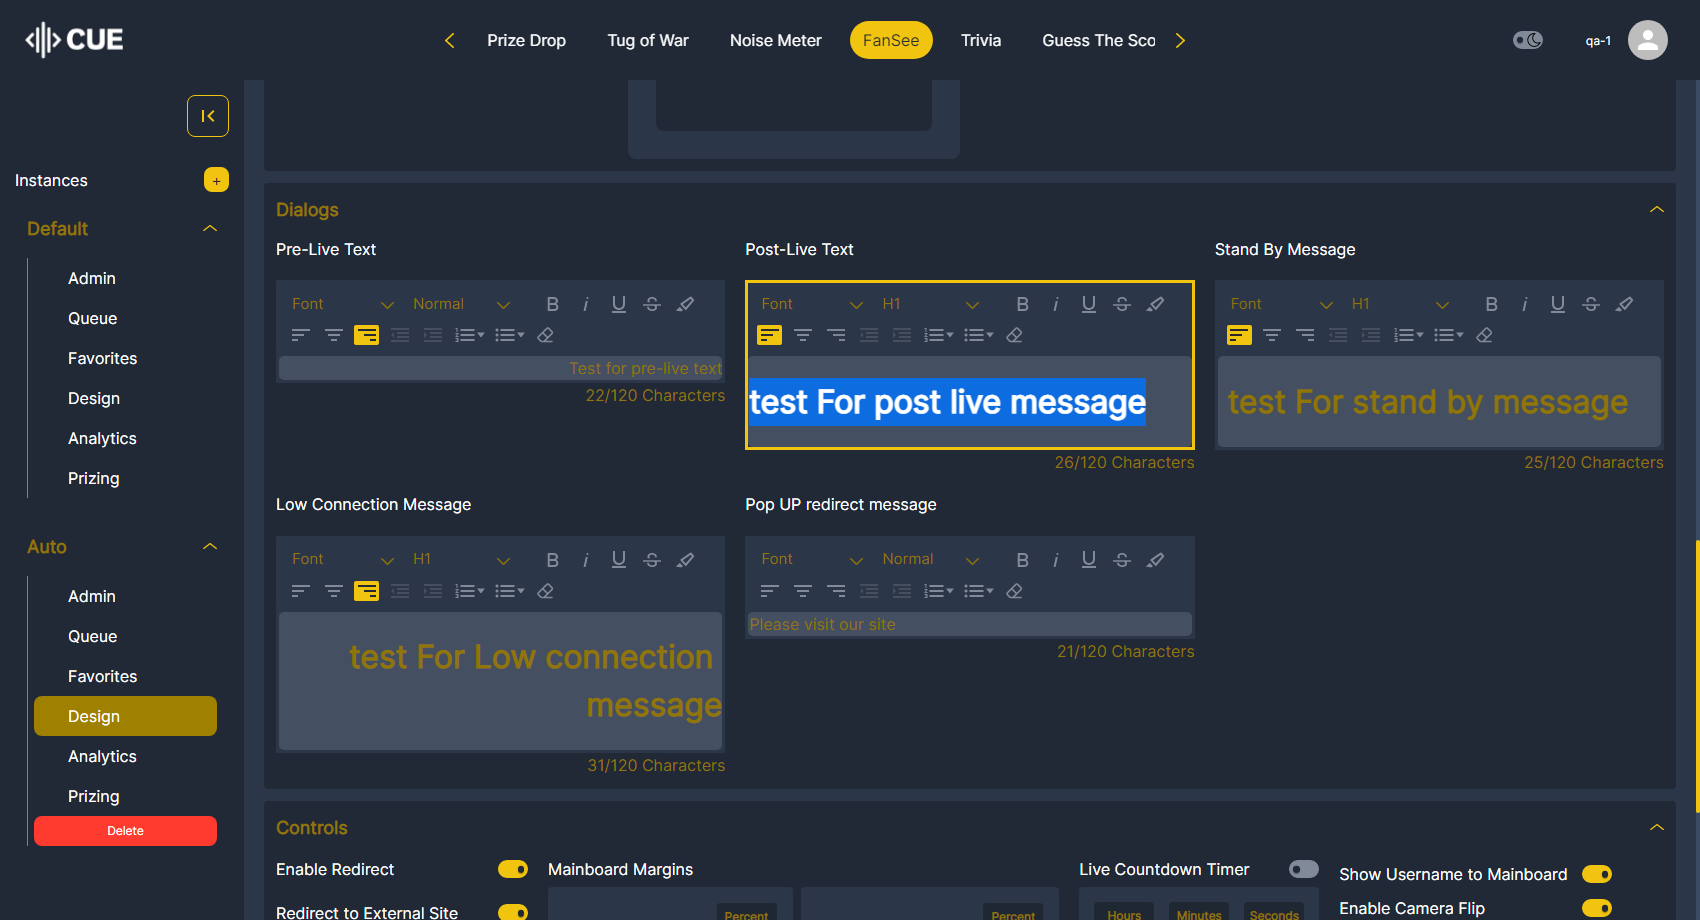 CUE
Prize Drop
Tug of War
Noise Meter
FanSee
Trivia
Guess The Sco
qa-1
Instances
+
Default
Admin
Queue
Favorites
Design
Analytics
Prizing
Auto
Admin
Queue
Favorites
Design
Analytics
Prizing
Delete
Dialogs
Pre-Live Text
Font Normal B i U S
Test for pre-live text
22/120 Characters
Post-Live Text
Font H1 B i U S
test For post live message
26/120 Characters
Stand By Message
Font H1 B i U S
test For stand by message
25/120 Characters
Low Connection Message
Font H1 B i U S
test For Low connection
message
31/120 Characters
Pop UP redirect message
Font Normal B i U S
Please visit our site
21/120 Characters
Controls
Enable Redirect
Redirect to External Site
Mainboard Margins
Percent
Percent
Live Countdown Timer
Hours Minutes Seconds
Show Username to Mainboard
Enable Camera Flip